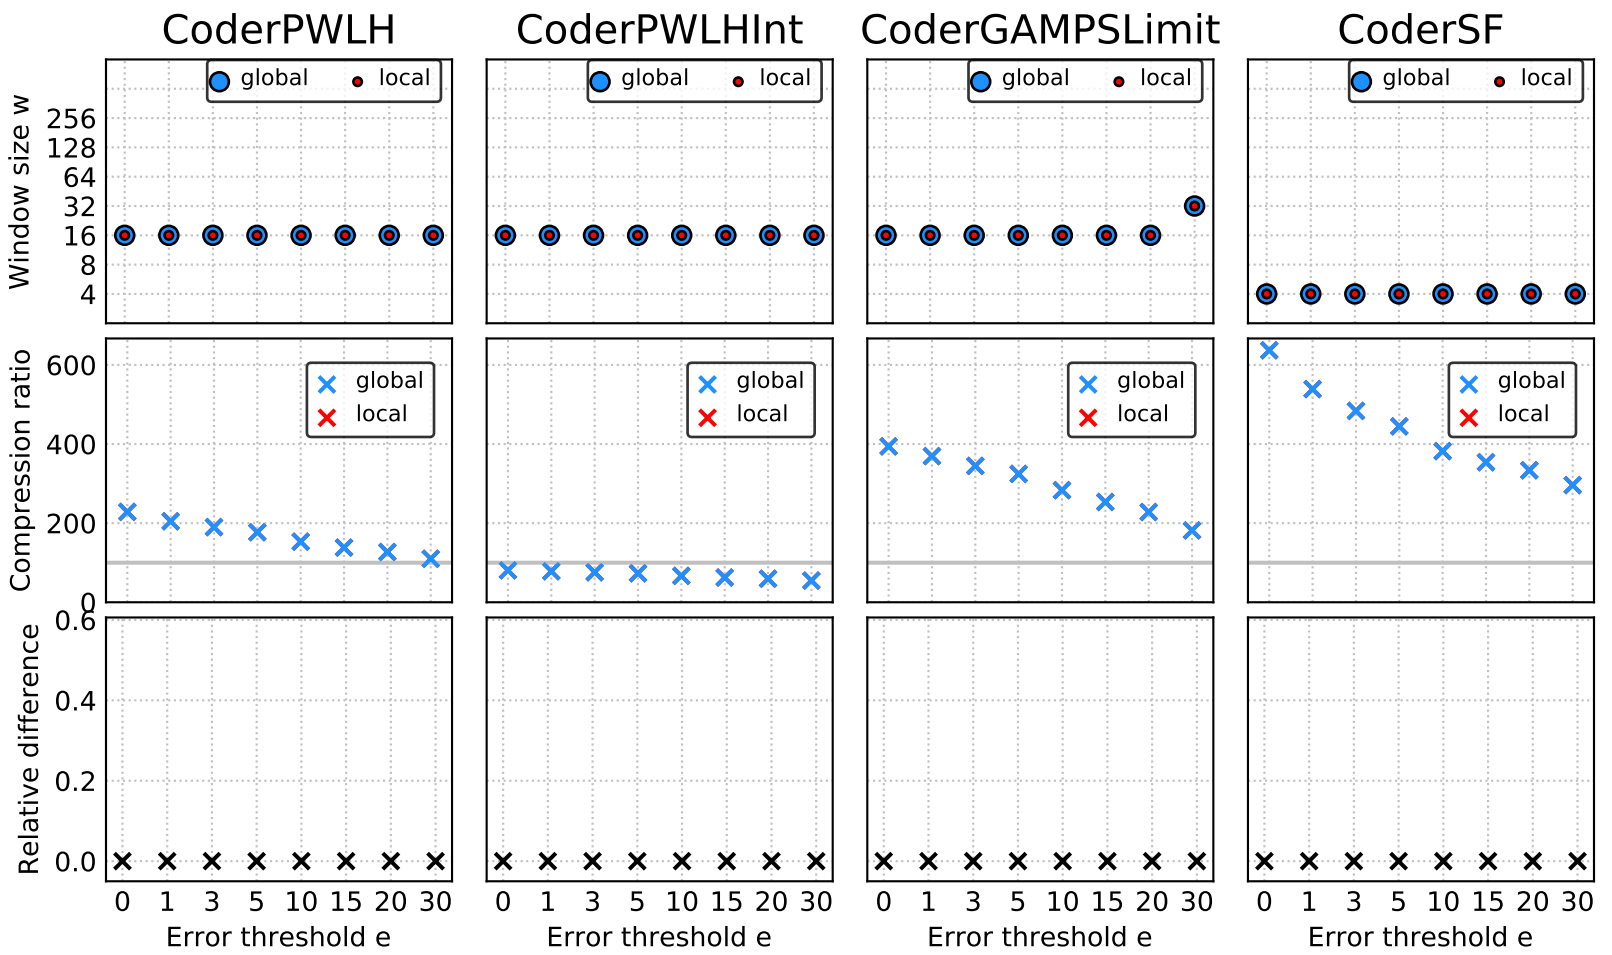 CoderPWLH CoderPWLHInt CoderGAMPSLimit CoderSF
global local global local global local global local
Window size w
256
128
64
32
16
8
4
Compression ratio
600
400
200
0
global global global global
local local local local
Relative difference
0.6
0.4
0.2
0.0
0 1 3 5 10 15 20 30 0 1 3 5 10 15 20 30 0 1 3 5 10 15 20 30 0 1 3 5 10 15 20 30
Error threshold e Error threshold e Error threshold e Error threshold e